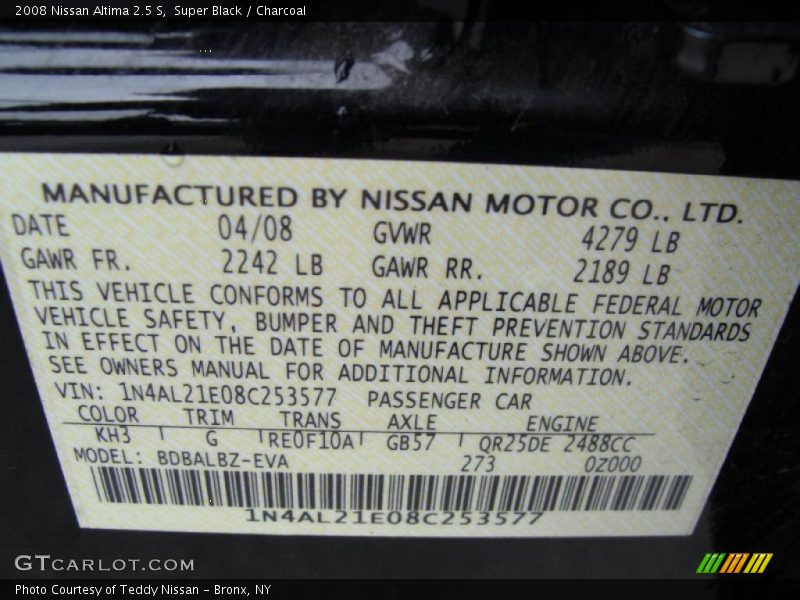 2008 Nissan Altima 2.5 S, Super Black / Charcoal
MANUFACTURED BY NISSAN MOTOR CO., LTD.
DATE 04/08 GVWR 4279 LB
GAWR FR. 2242 LB GAWR RR. 2189 LB
THIS VEHICLE CONFORMS TO ALL APPLICABLE FEDERAL MOTOR
VEHICLE SAFETY, BUMPER AND THEFT PREVENTION STANDARDS
IN EFFECT ON THE DATE OF MANUFACTURE SHOWN ABOVE.
SEE OWNERS MANUAL FOR ADDITIONAL INFORMATION.
VIN: 1N4AL21E08C253577 PASSENGER CAR
COLOR TRIM TRANS AXLE ENGINE
KH3 G RE0F10A GB57 QR25DE 2488CC
MODEL: BDBALBZ-EVA 273 0Z000
1N4AL21E08C253577
GTCARLOT.COM
Photo Courtesy of Teddy Nissan - Bronx, NY